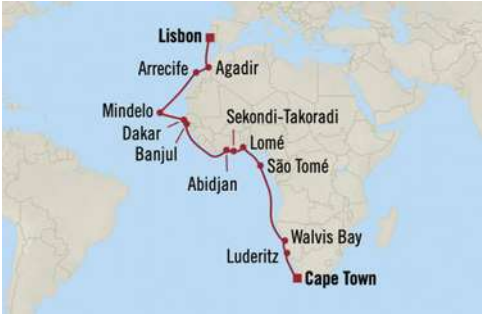 Lisbon
Arrecife
Agadir
Mindelo
Dakar
Banjul
Sekondi-Takoradi
Lomé
São Tomé
Abidjan
Walvis Bay
Luderitz
Cape Town